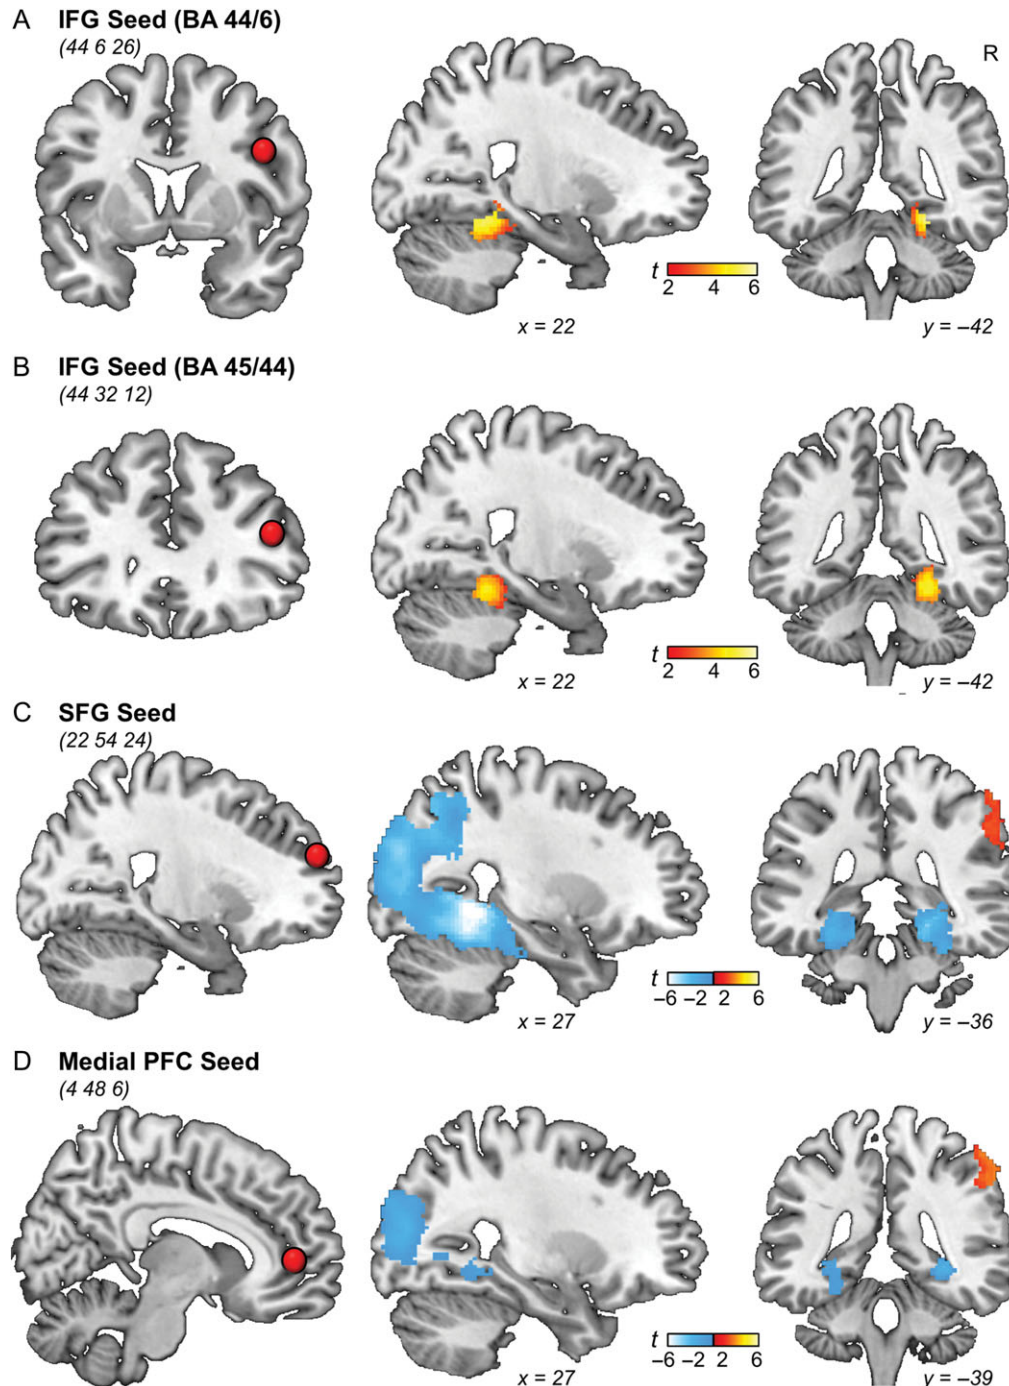 A IFG Seed (BA 44/6)
(44 6 26)
R
t
2 4 6
x = 22
y = –42
B IFG Seed (BA 45/44)
(44 32 12)
t
2 4 6
x = 22
y = –42
C SFG Seed
(22 54 24)
t
–6 –2 2 6
x = 27
y = –36
D Medial PFC Seed
(4 48 6)
t
–6 –2 2 6
x = 27
y = –39